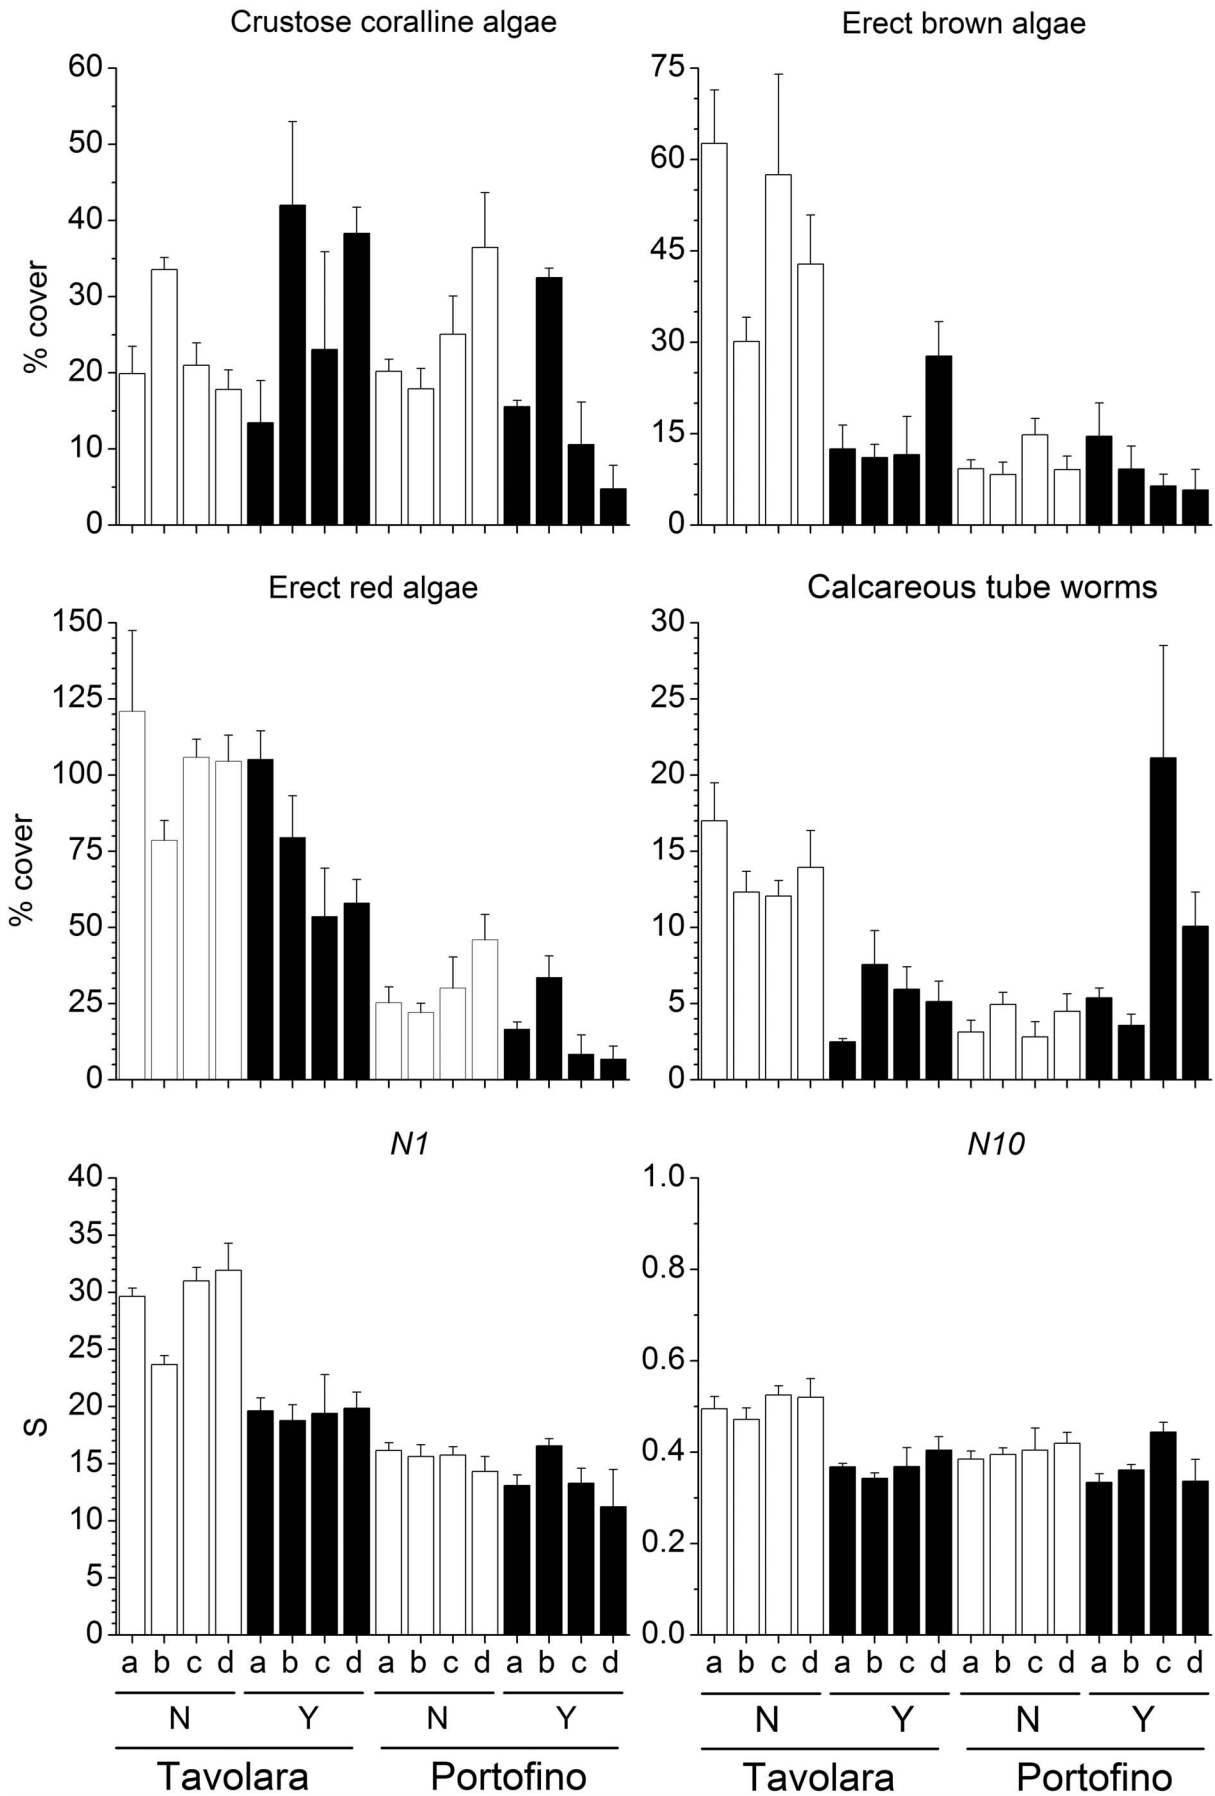 Crustose coralline algae
Erect brown algae
60
50
40
30
20
10
0
% cover
75
60
45
30
15
0
Erect red algae
Calcareous tube worms
150
125
100
75
50
25
0
% cover
30
25
20
15
10
5
0
N1
N10
40
35
30
25
20
15
10
5
0
S
1.0
0.8
0.6
0.4
0.2
0.0
a b c d a b c d a b c d a b c d
N Y N Y
Tavolara Portofino
a b c d a b c d a b c d a b c d
N Y N Y
Tavolara Portofino